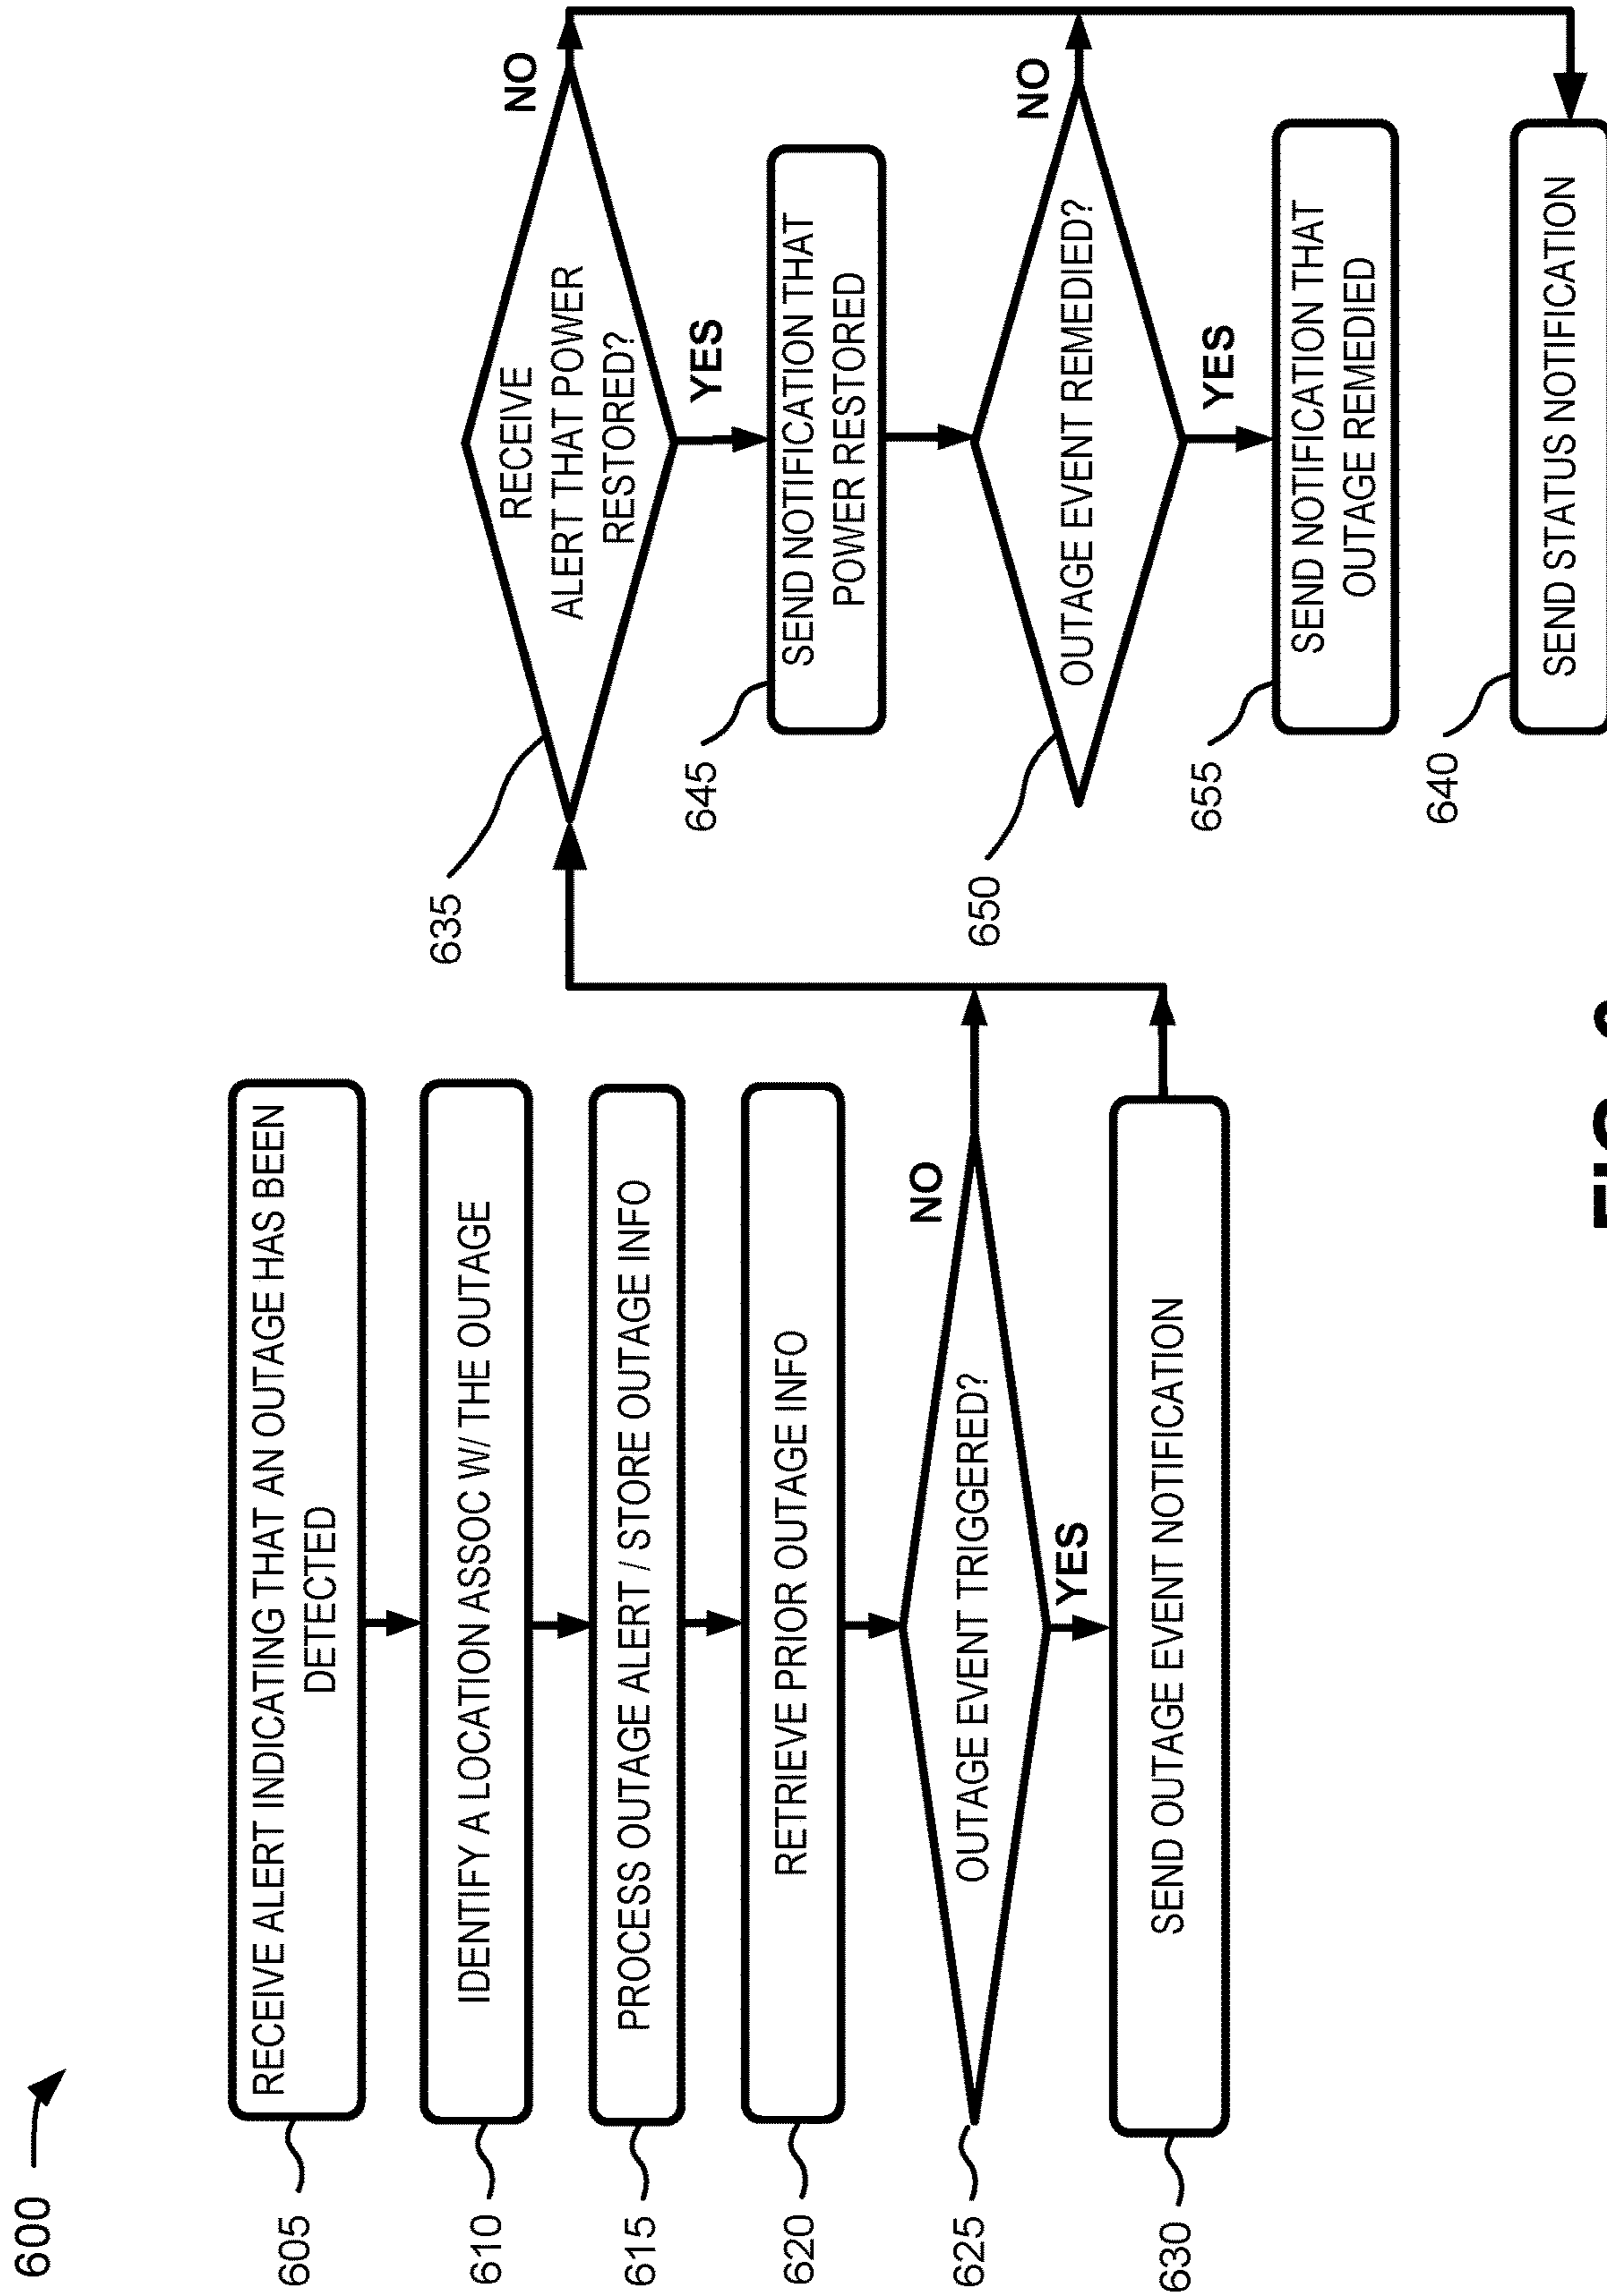 600
605
RECEIVE ALERT INDICATING THAT AN OUTAGE HAS BEEN
DETECTED
610
IDENTIFY A LOCATION ASSOC W/ THE OUTAGE
615
PROCESS OUTAGE ALERT / STORE OUTAGE INFO
620
RETRIEVE PRIOR OUTAGE INFO
625
OUTAGE EVENT TRIGGERED?
NO
YES
630
SEND OUTAGE EVENT NOTIFICATION
635
RECEIVE
ALERT THAT POWER
RESTORED?
NO
YES
645
SEND NOTIFICATION THAT
POWER RESTORED
650
OUTAGE EVENT REMEDIED?
NO
YES
655
SEND NOTIFICATION THAT
OUTAGE REMEDIED
640
SEND STATUS NOTIFICATION